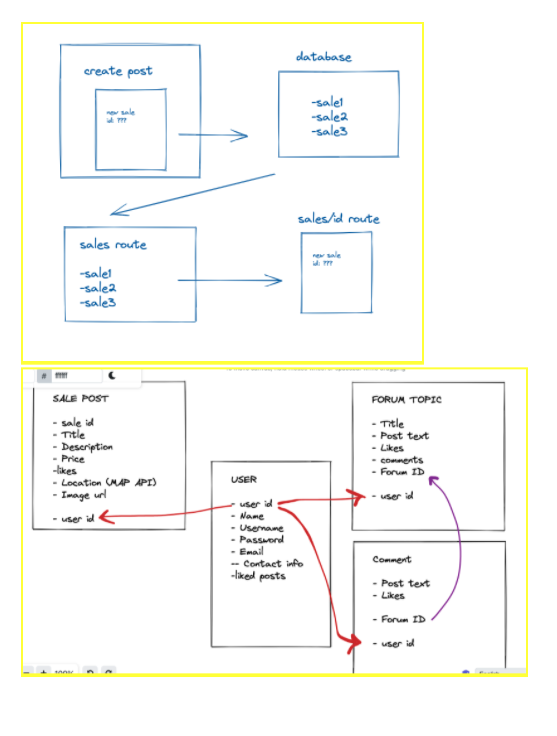 create post
new sale
id: ???
database
-sale1
-sale2
-sale3
sales route
-sale1
-sale2
-sale3
sales/id route
new sale
id: ???
# ffffff
SALE POST
- sale id
- Title
- Description
- Price
-likes
- Location (MAP API)
- Image url
- user id
USER
- user id
- Name
- Username
- Password
- Email
-- Contact info
-liked posts
FORUM TOPIC
- Title
- Post text
- Likes
- comments
- Forum ID
- user id
Comment
- Post text
- Likes
- Forum ID
- user id
100%